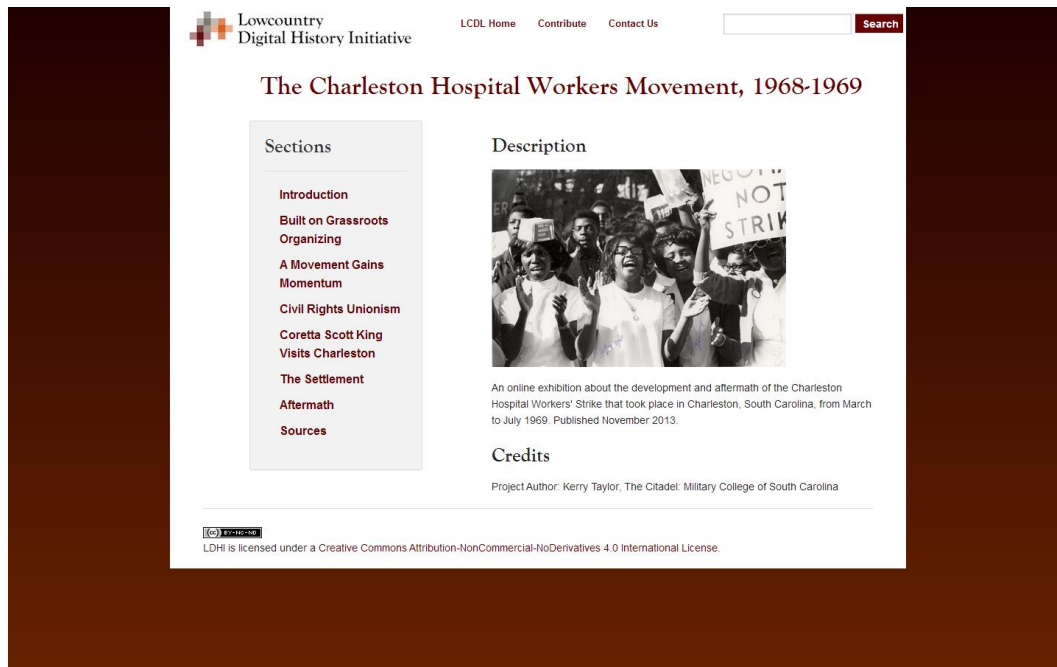 Lowcountry
Digital History Initiative
LCDL Home
Contribute
Contact Us
Search
The Charleston Hospital Workers Movement, 1968-1969
Sections
Introduction
Built on Grassroots
Organizing
A Movement Gains
Momentum
Civil Rights Unionism
Coretta Scott King
Visits Charleston
The Settlement
Aftermath
Sources
Description
NOT
STRIK
An online exhibition about the development and aftermath of the Charleston
Hospital Workers' Strike that took place in Charleston, South Carolina, from March
to July 1969. Published November 2013.
Credits
Project Author: Kerry Taylor, The Citadel: Military College of South Carolina
(cc) BY-NC-ND
LDHI is licensed under a Creative Commons Attribution-NonCommercial-NoDerivatives 4.0 International License.